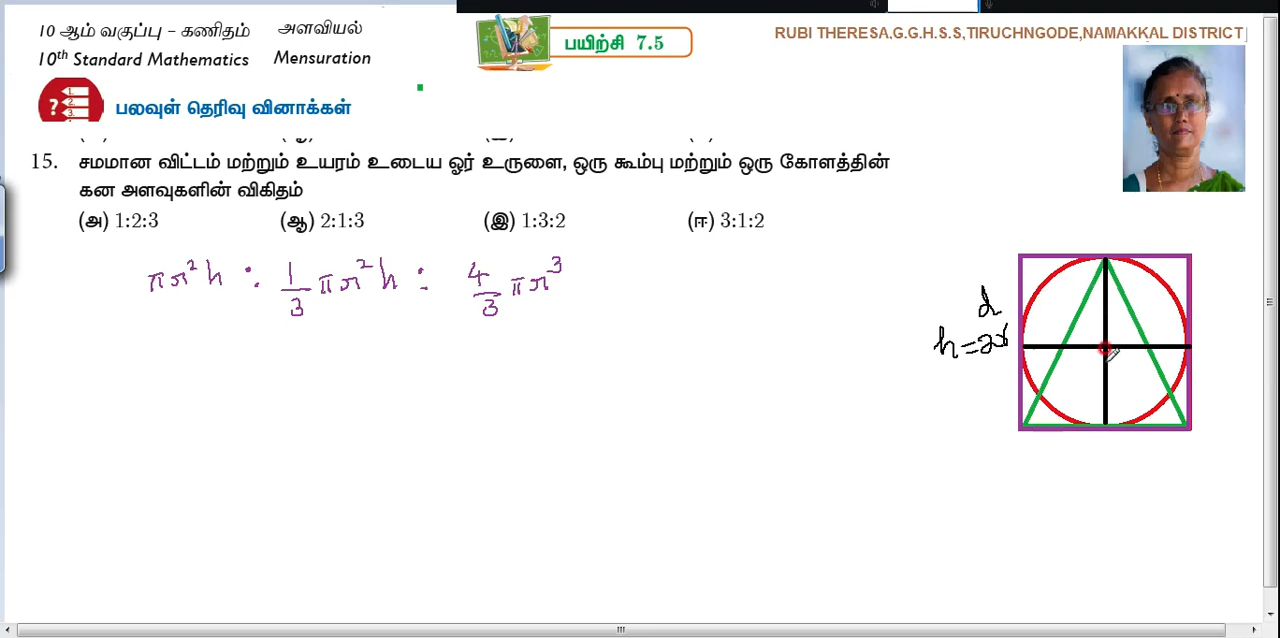 10 ஆம் வகுப்பு – கணிதம் அளவியல்
10th Standard Mathematics Mensuration
பயிற்சி 7.5
RUBI THERESA,G.G.H.S.S,TIRUCHNGODE,NAMAKKAL DISTRICT
பலவுள் தெரிவு வினாக்கள்
15. சமமான விட்டம் மற்றும் உயரம் உடைய ஓர் உருளை, ஒரு கூம்பு மற்றும் ஒரு கோளத்தின்
கன அளவுகளின் விகிதம்
(அ) 1:2:3 (ஆ) 2:1:3 (இ) 1:3:2 (ஈ) 3:1:2
πr²h : 1/3 πr²h : 4/3 πr³
h=2r